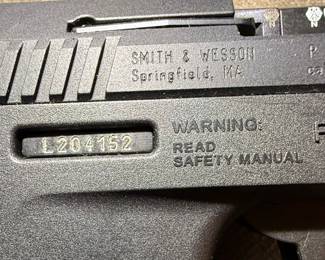 SMITH & WESSON
Springfield, MA
L204152
WARNING:
READ
SAFETY MANUAL